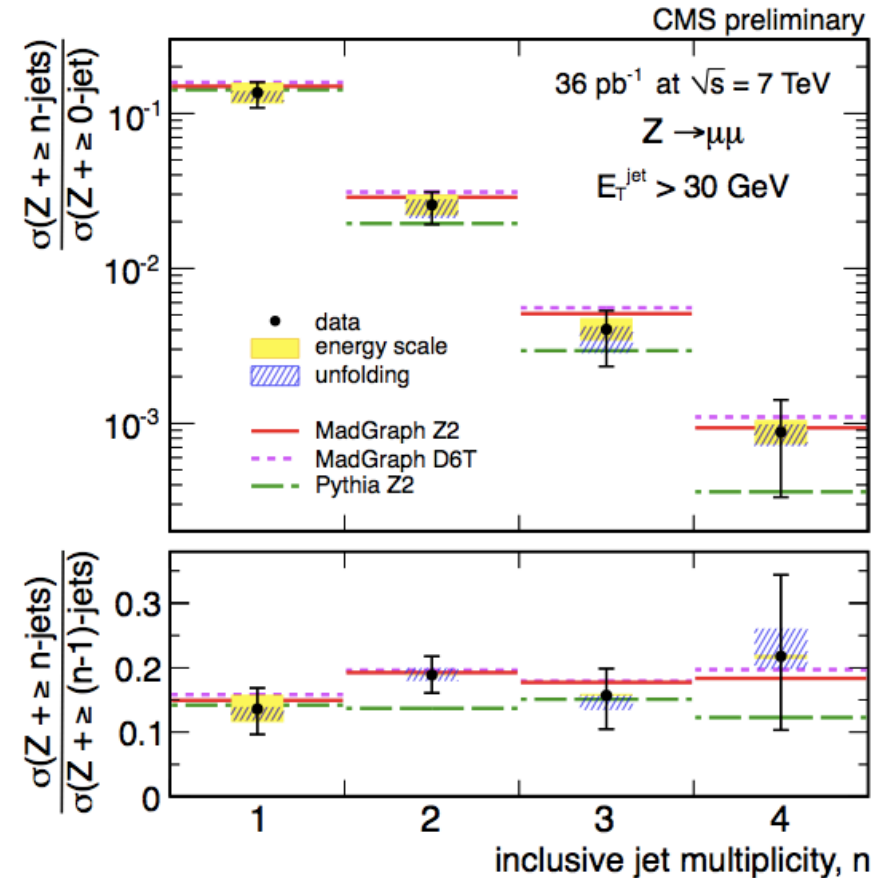 CMS preliminary
σ(Z + ≥ n-jets)
σ(Z + ≥ 0-jet)
36 pb⁻¹ at √s = 7 TeV
Z → μμ
E_T^jet > 30 GeV
10⁻¹
10⁻²
10⁻³
data
energy scale
unfolding
MadGraph Z2
MadGraph D6T
Pythia Z2
σ(Z + ≥ n-jets)
σ(Z + ≥ (n-1)-jets)
0.3
0.2
0.1
0
1 2 3 4
inclusive jet multiplicity, n